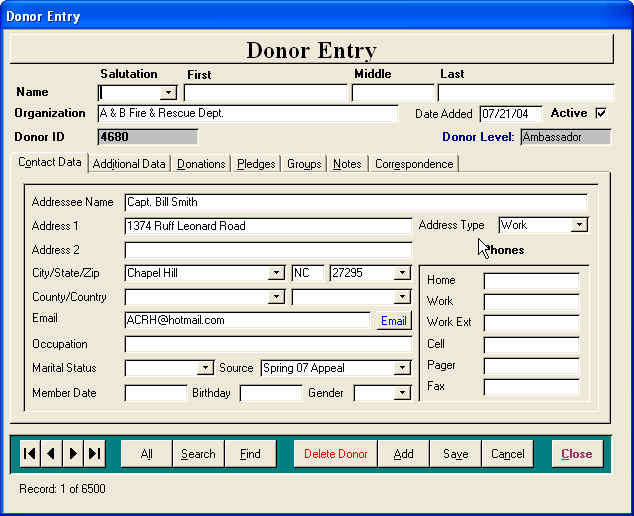 Donor Entry
Donor Entry
Salutation First Middle Last
Name
Organization A & B Fire & Rescue Dept. Date Added 07/21/04 Active
Donor ID 4680 Donor Level: Ambassador
Contact Data Additional Data Donations Pledges Groups Notes Correspondence
Addressee Name Capt. Bill Smith
Address 1 1374 Ruff Leonard Road Address Type Work
Address 2 Phones
City/State/Zip Chapel Hill NC 27295 Home
County/Country Work
Email ACRH@hotmail.com Email Work Ext
Occupation Cell
Marital Status Source Spring 07 Appeal Pager
Member Date Birthday Gender Fax
All Search Find Delete Donor Add Save Cancel Close
Record: 1 of 6500